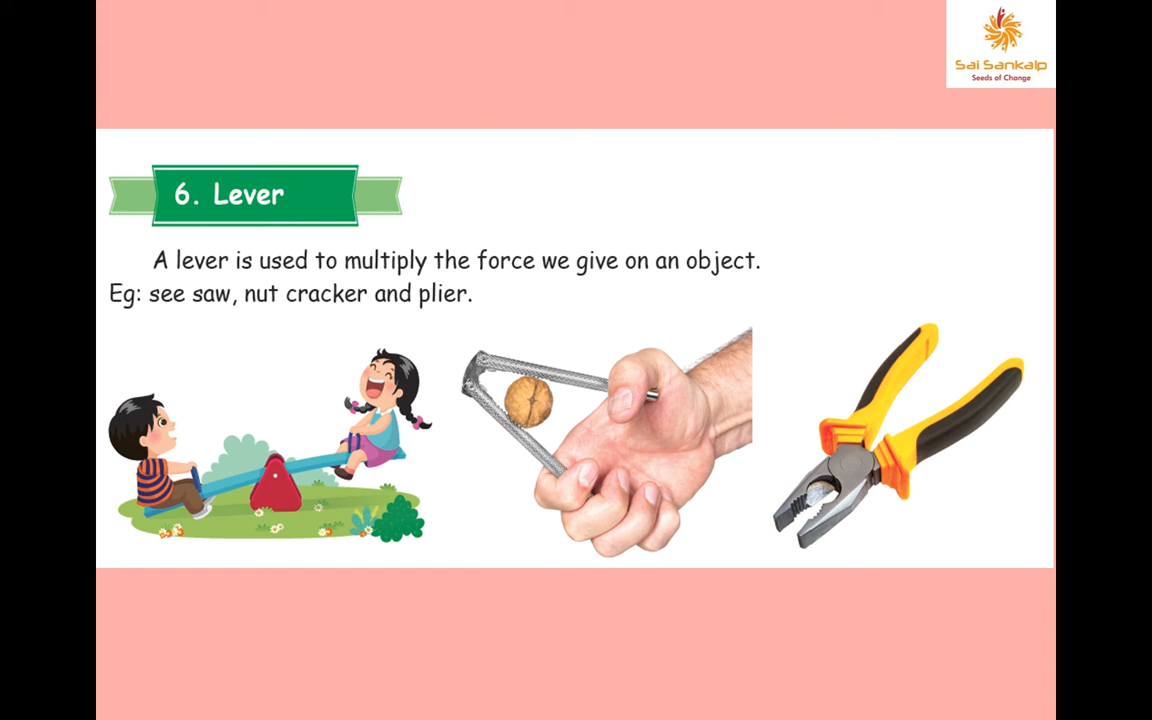 Sai Sankalp
Seeds of Change
6. Lever
A lever is used to multiply the force we give on an object.
Eg: see saw, nut cracker and plier.